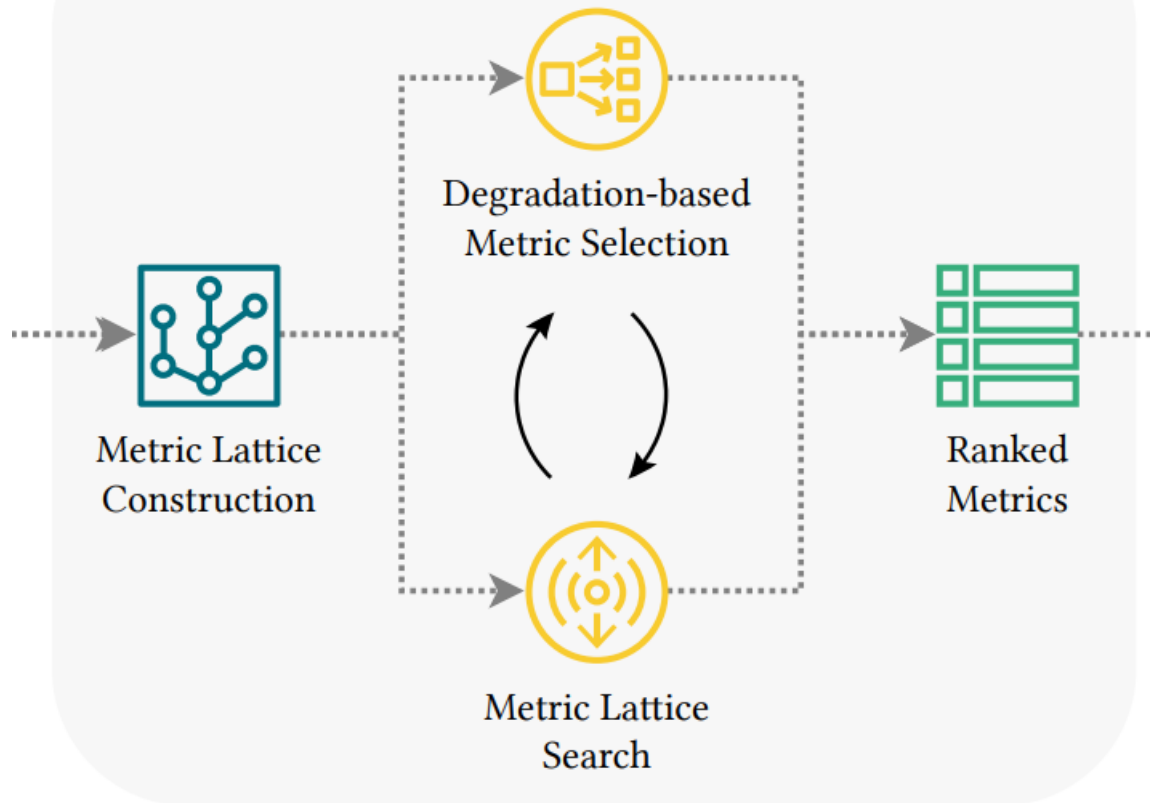 Degradation-based
Metric Selection
Metric Lattice
Construction
Ranked
Metrics
Metric Lattice
Search